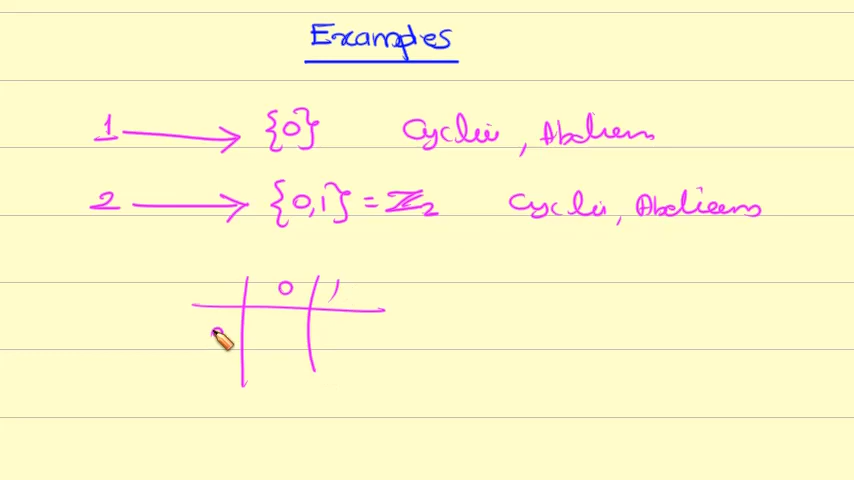 Examples
1 → {0} Cyclic, Abelian
2 → {0,1} = ℤ₂ Cyclic, Abelian
0 1